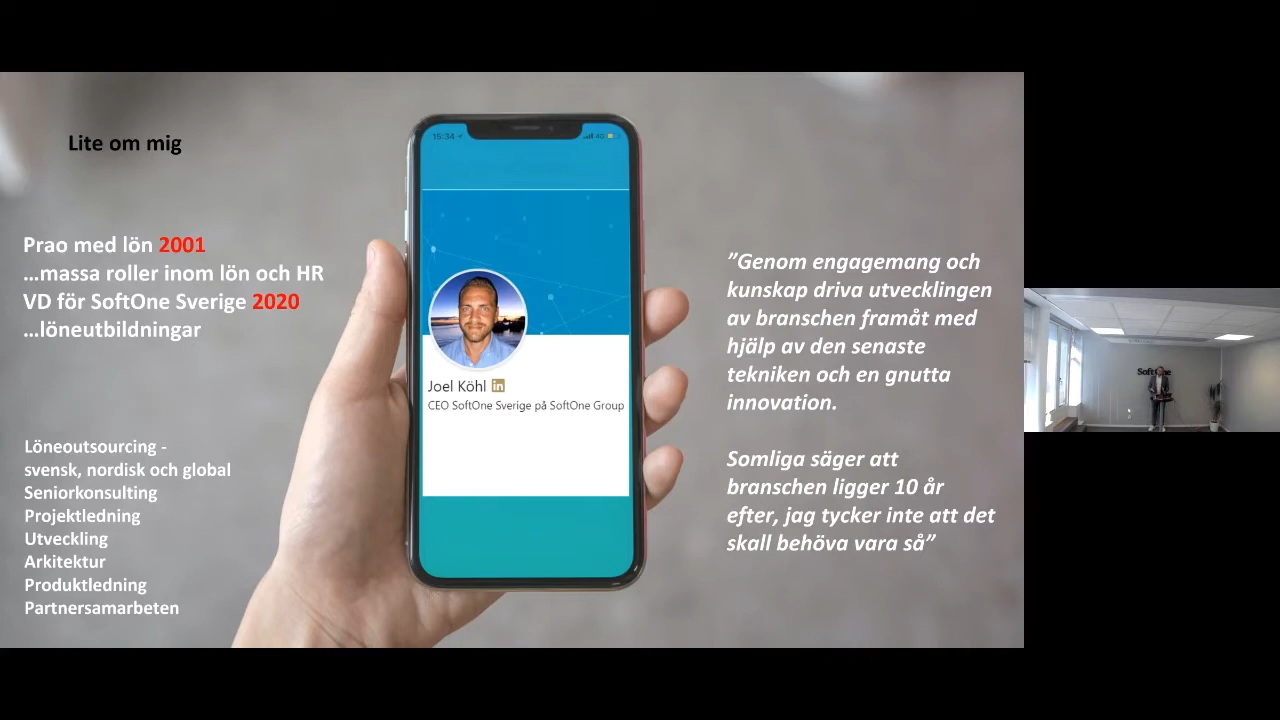 Lite om mig
Prao med lön 2001
...massa roller inom lön och HR
VD för SoftOne Sverige 2020
...löneutbildningar
Löneoutsourcing -
svensk, nordisk och global
Seniorkonsulting
Projektledning
Utveckling
Arkitektur
Produktledning
Partnersamarbeten
15:34
4G
Joel Köhl in
CEO SoftOne Sverige på SoftOne Group
”Genom engagemang och
kunskap driva utvecklingen
av branschen framåt med
hjälp av den senaste
tekniken och en gnutta
innovation.
Somliga säger att
branschen ligger 10 år
efter, jag tycker inte att det
skall behöva vara så”
SoftOne